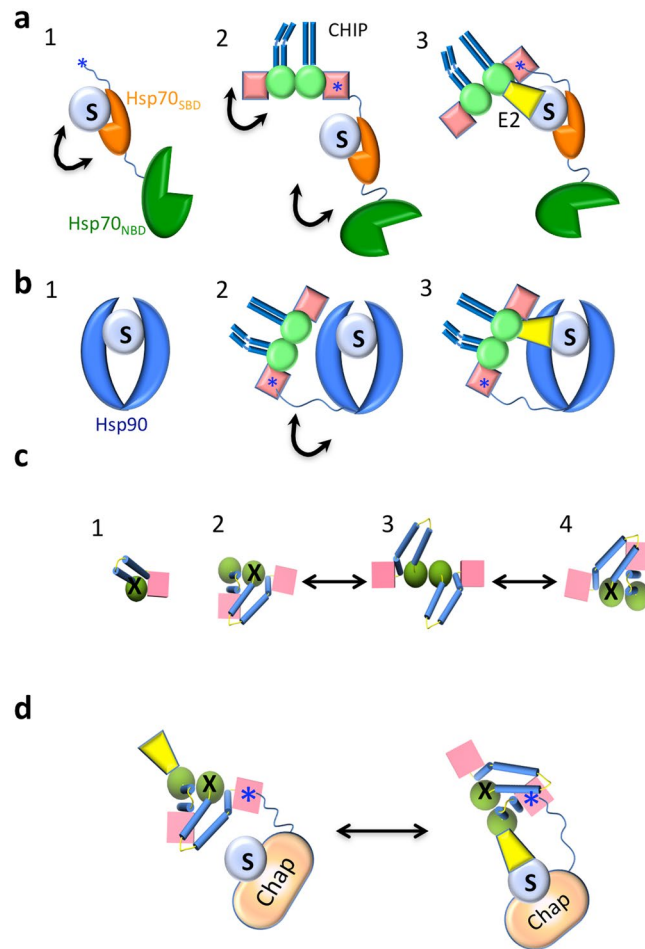 a
1
2
CHIP
3
*
*
*
Hsp70SBD
S
S
E2
S
Hsp70NBD
b
1
2
3
S
S
S
*
*
Hsp90
c
1
2
3
4
X
X
X
d
X
*
X
*
S
Chap
S
Chap